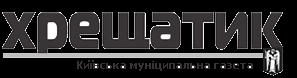 хрещатик
Київська муніципальна газета